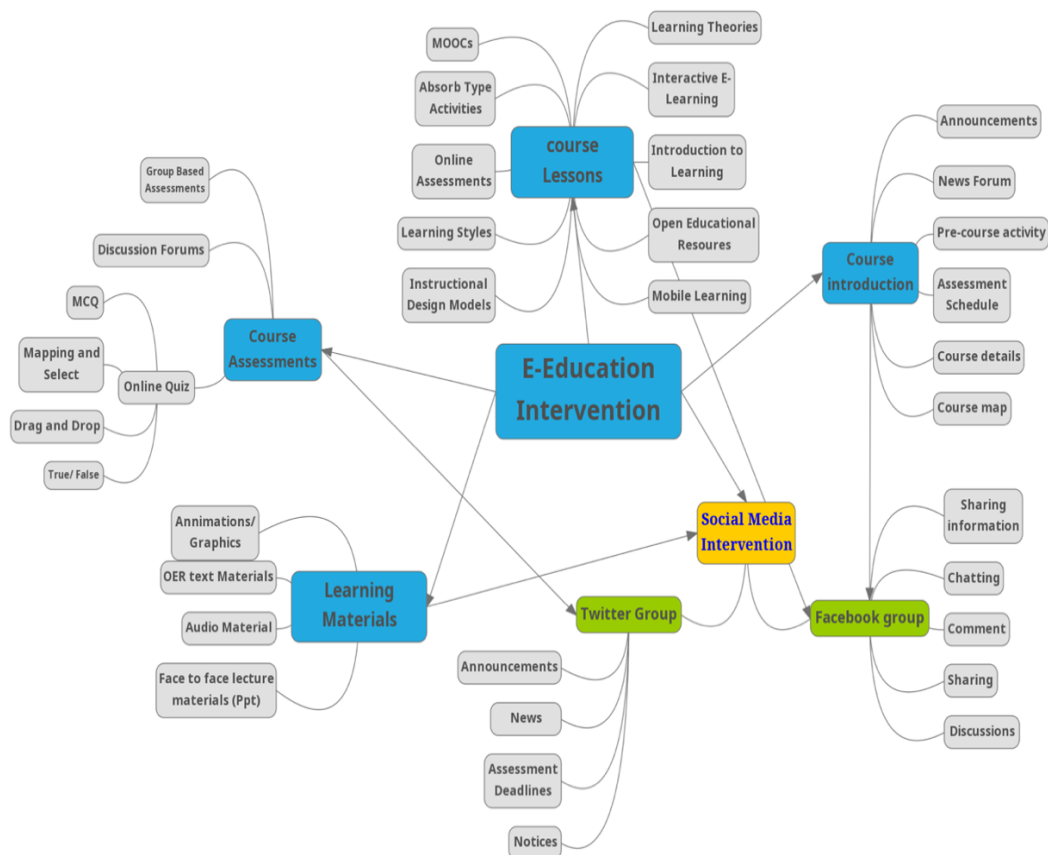 MOOCs
Absorb Type
Activities
Online
Assessments
Learning Styles
Instructional
Design Models
course
Lessons
Learning Theories
Interactive E-
Learning
Introduction to
Learning
Open Educational
Resoures
Mobile Learning
Group Based
Assessments
Discussion Forums
MCQ
Mapping and
Select
Online Quiz
Drag and Drop
True/ False
Course
Assessments
E-Education
Intervention
Course
introduction
Announcements
News Forum
Pre-course activity
Assessment
Schedule
Course details
Course map
Annimations/
Graphics
OER text Materials
Audio Material
Face to face lecture
materials (Ppt)
Learning
Materials
Social Media
Intervention
Twitter Group
Announcements
News
Assessment
Deadlines
Notices
Facebook group
Sharing
information
Chatting
Comment
Sharing
Discussions